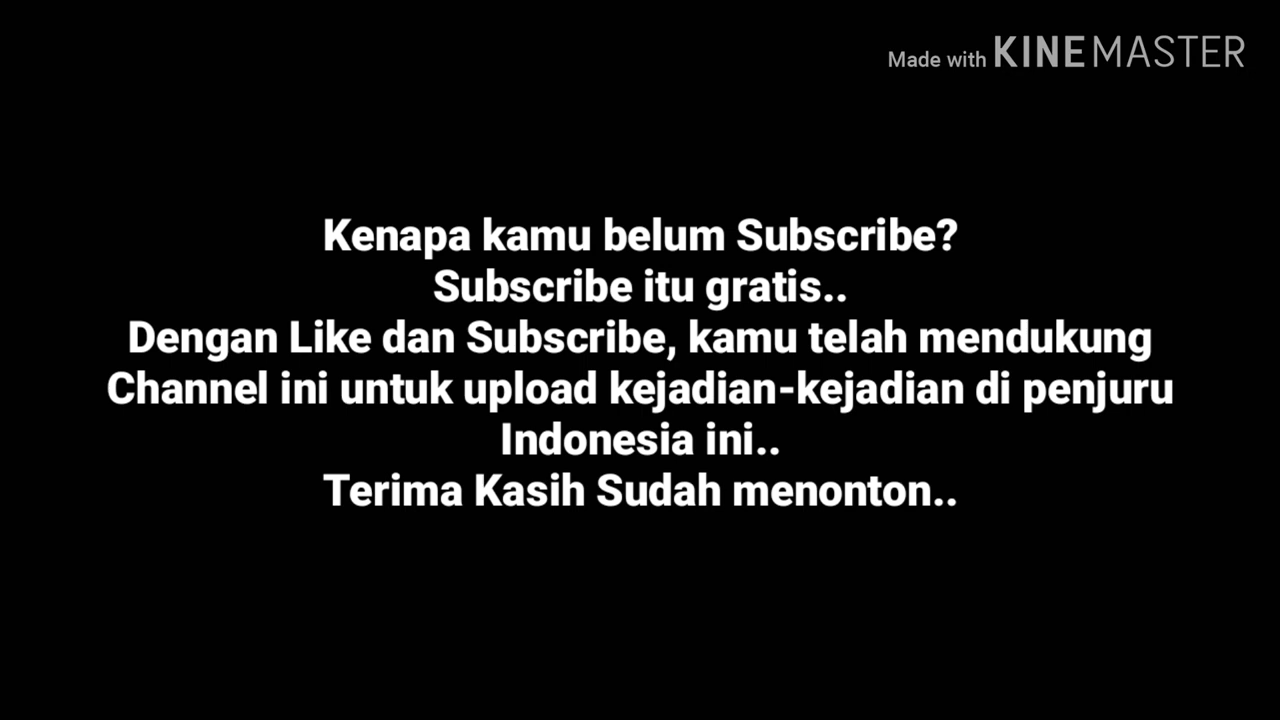 Made with KINEMASTER
Kenapa kamu belum Subscribe?
Subscribe itu gratis..
Dengan Like dan Subscribe, kamu telah mendukung
Channel ini untuk upload kejadian-kejadian di penjuru
Indonesia ini..
Terima Kasih Sudah menonton..